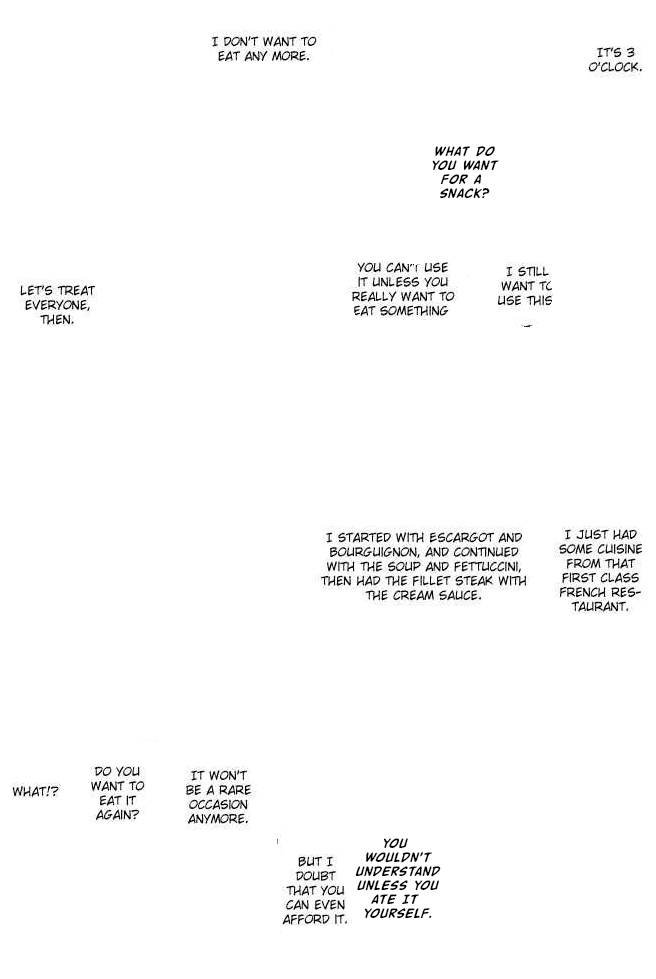 IT'S 3
O'CLOCK.
I DON'T WANT TO
EAT ANY MORE.
WHAT DO
YOU WANT
FOR A
SNACK?
I STILL
WANT TO
USE THIS
YOU CAN'T USE
IT UNLESS YOU
REALLY WANT TO
EAT SOMETHING
LET'S TREAT
EVERYONE,
THEN.
I JUST HAD
SOME CUISINE
FROM THAT
FIRST CLASS
FRENCH RES-
TAURANT.
I STARTED WITH ESCARGOT AND
BOURGUIGNON, AND CONTINUED
WITH THE SOUP AND FETTUCCINI,
THEN HAD THE FILLET STEAK WITH
THE CREAM SAUCE.
YOU
WOULDN'T
UNDERSTAND
UNLESS YOU
ATE IT
YOURSELF.
BUT I
DOUBT
THAT YOU
CAN EVEN
AFFORD IT.
IT WON'T
BE A RARE
OCCASION
ANYMORE.
DO YOU
WANT TO
EAT IT
AGAIN?
WHAT!?